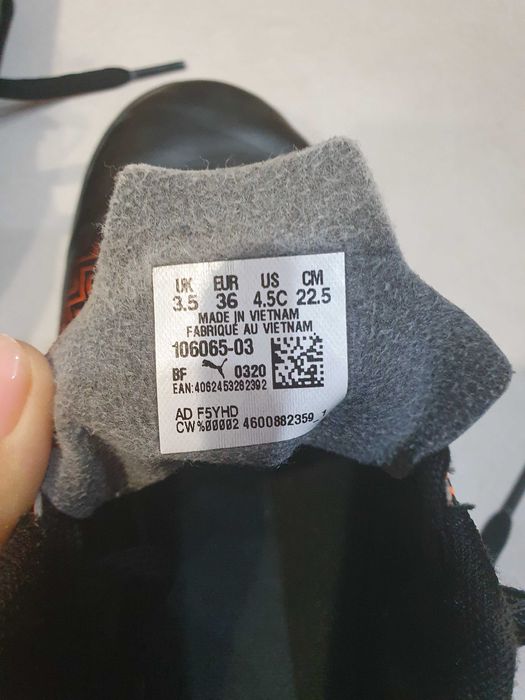 UK EUR US CM
3.5 36 4.5C 22.5
MADE IN VIETNAM
FABRIQUÉ AU VIETNAM
106065-03
BF 0320
EAN:4062453282392
AD F5YHD
CW%00002 4600882359_1